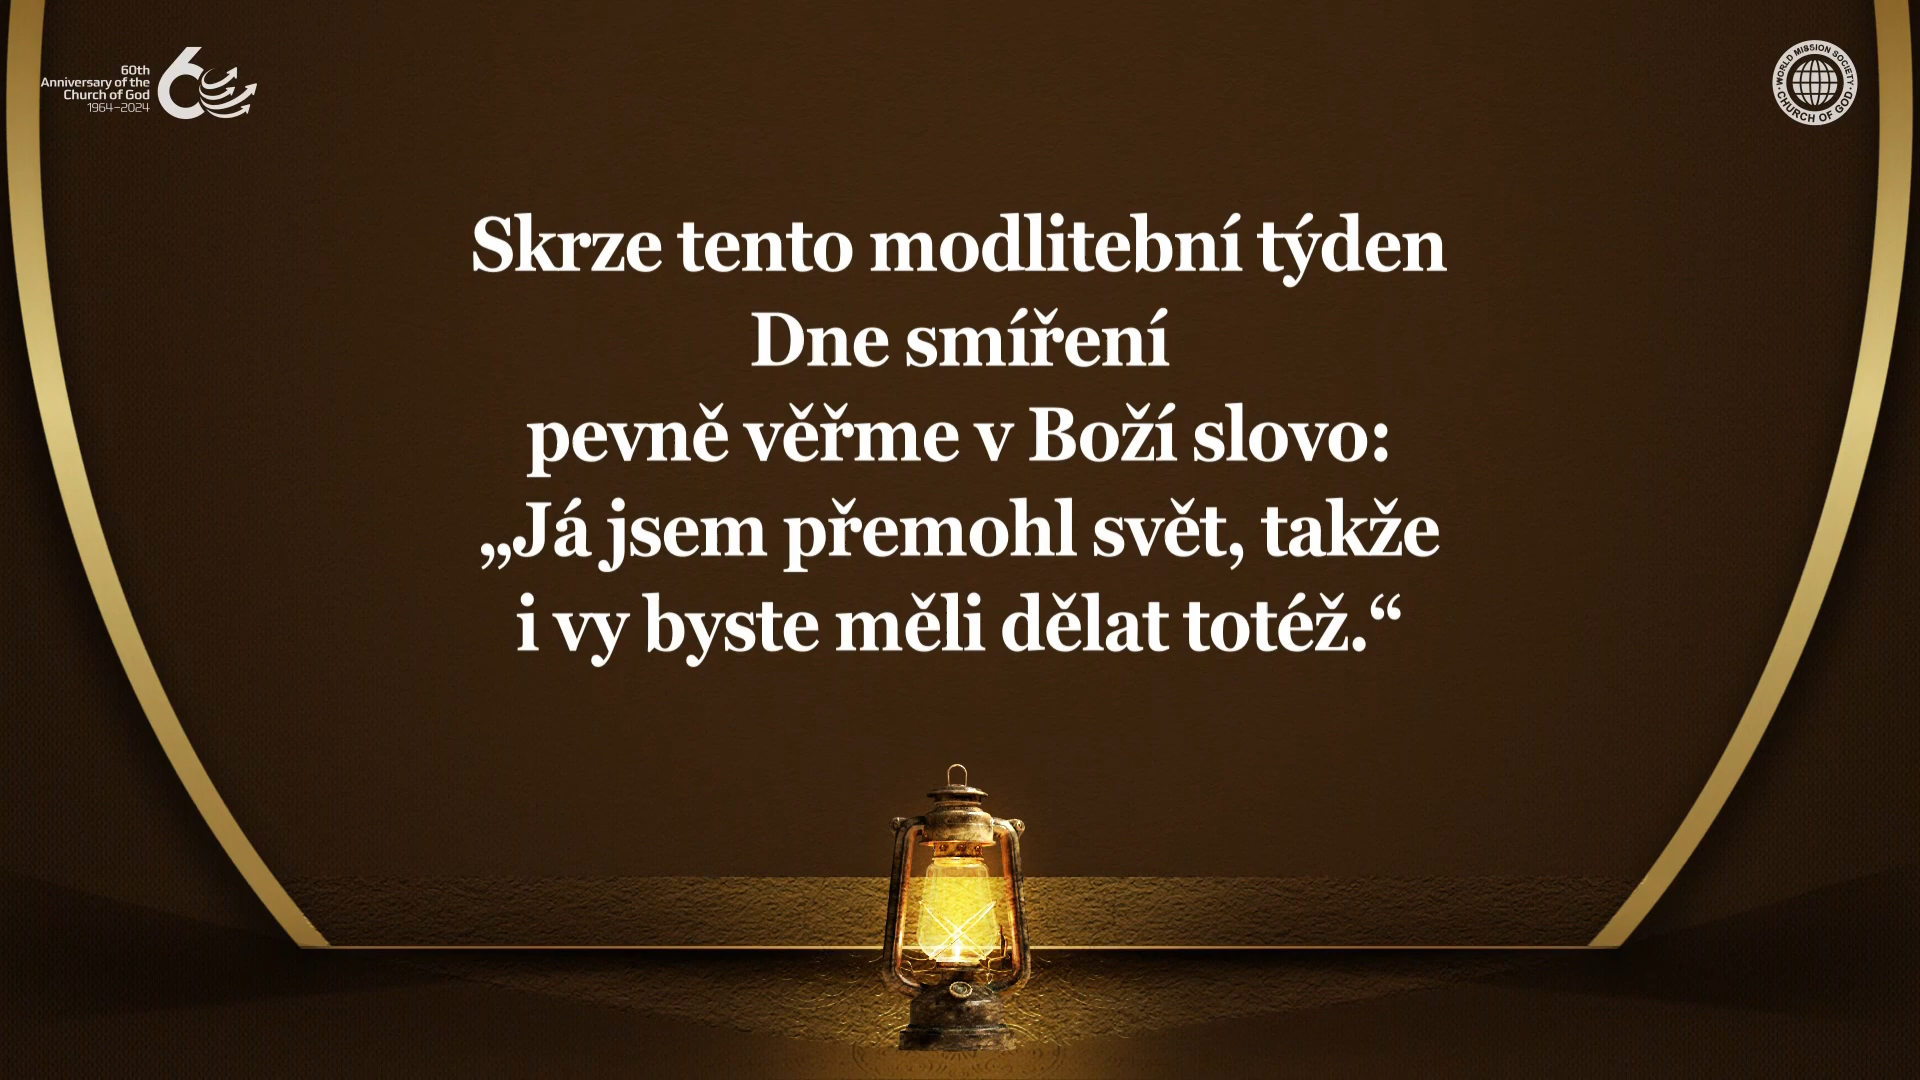 60th
Anniversary of the
Church of God
1964–2024
60
WORLD MISSION SOCIETY
CHURCH OF GOD
Skrze tento modlitební týden
Dne smíření
pevně věřme v Boží slovo:
„Já jsem přemohl svět, takže
i vy byste měli dělat totéž.“